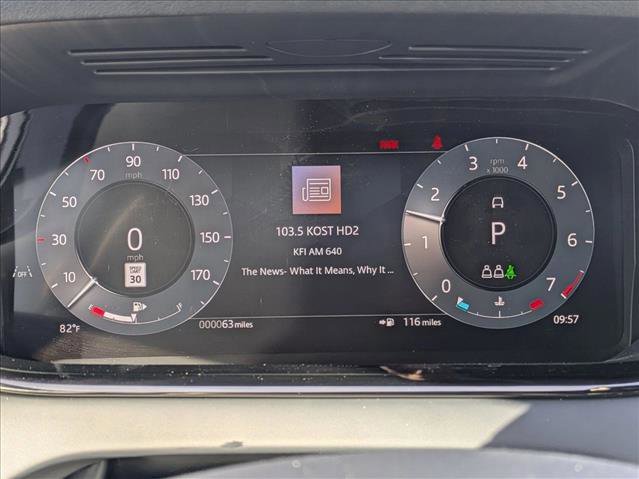 10
30
50
70
90
110
130
150
170
mph
0
mph
SPEED
LIMIT
30
E
F
OFF
82°F
103.5 KOST HD2
KFI AM 640
The News- What It Means, Why It ...
000063 miles
116 miles
PARK
0
1
2
3
4
5
6
7
rpm
x 1000
P
09:57